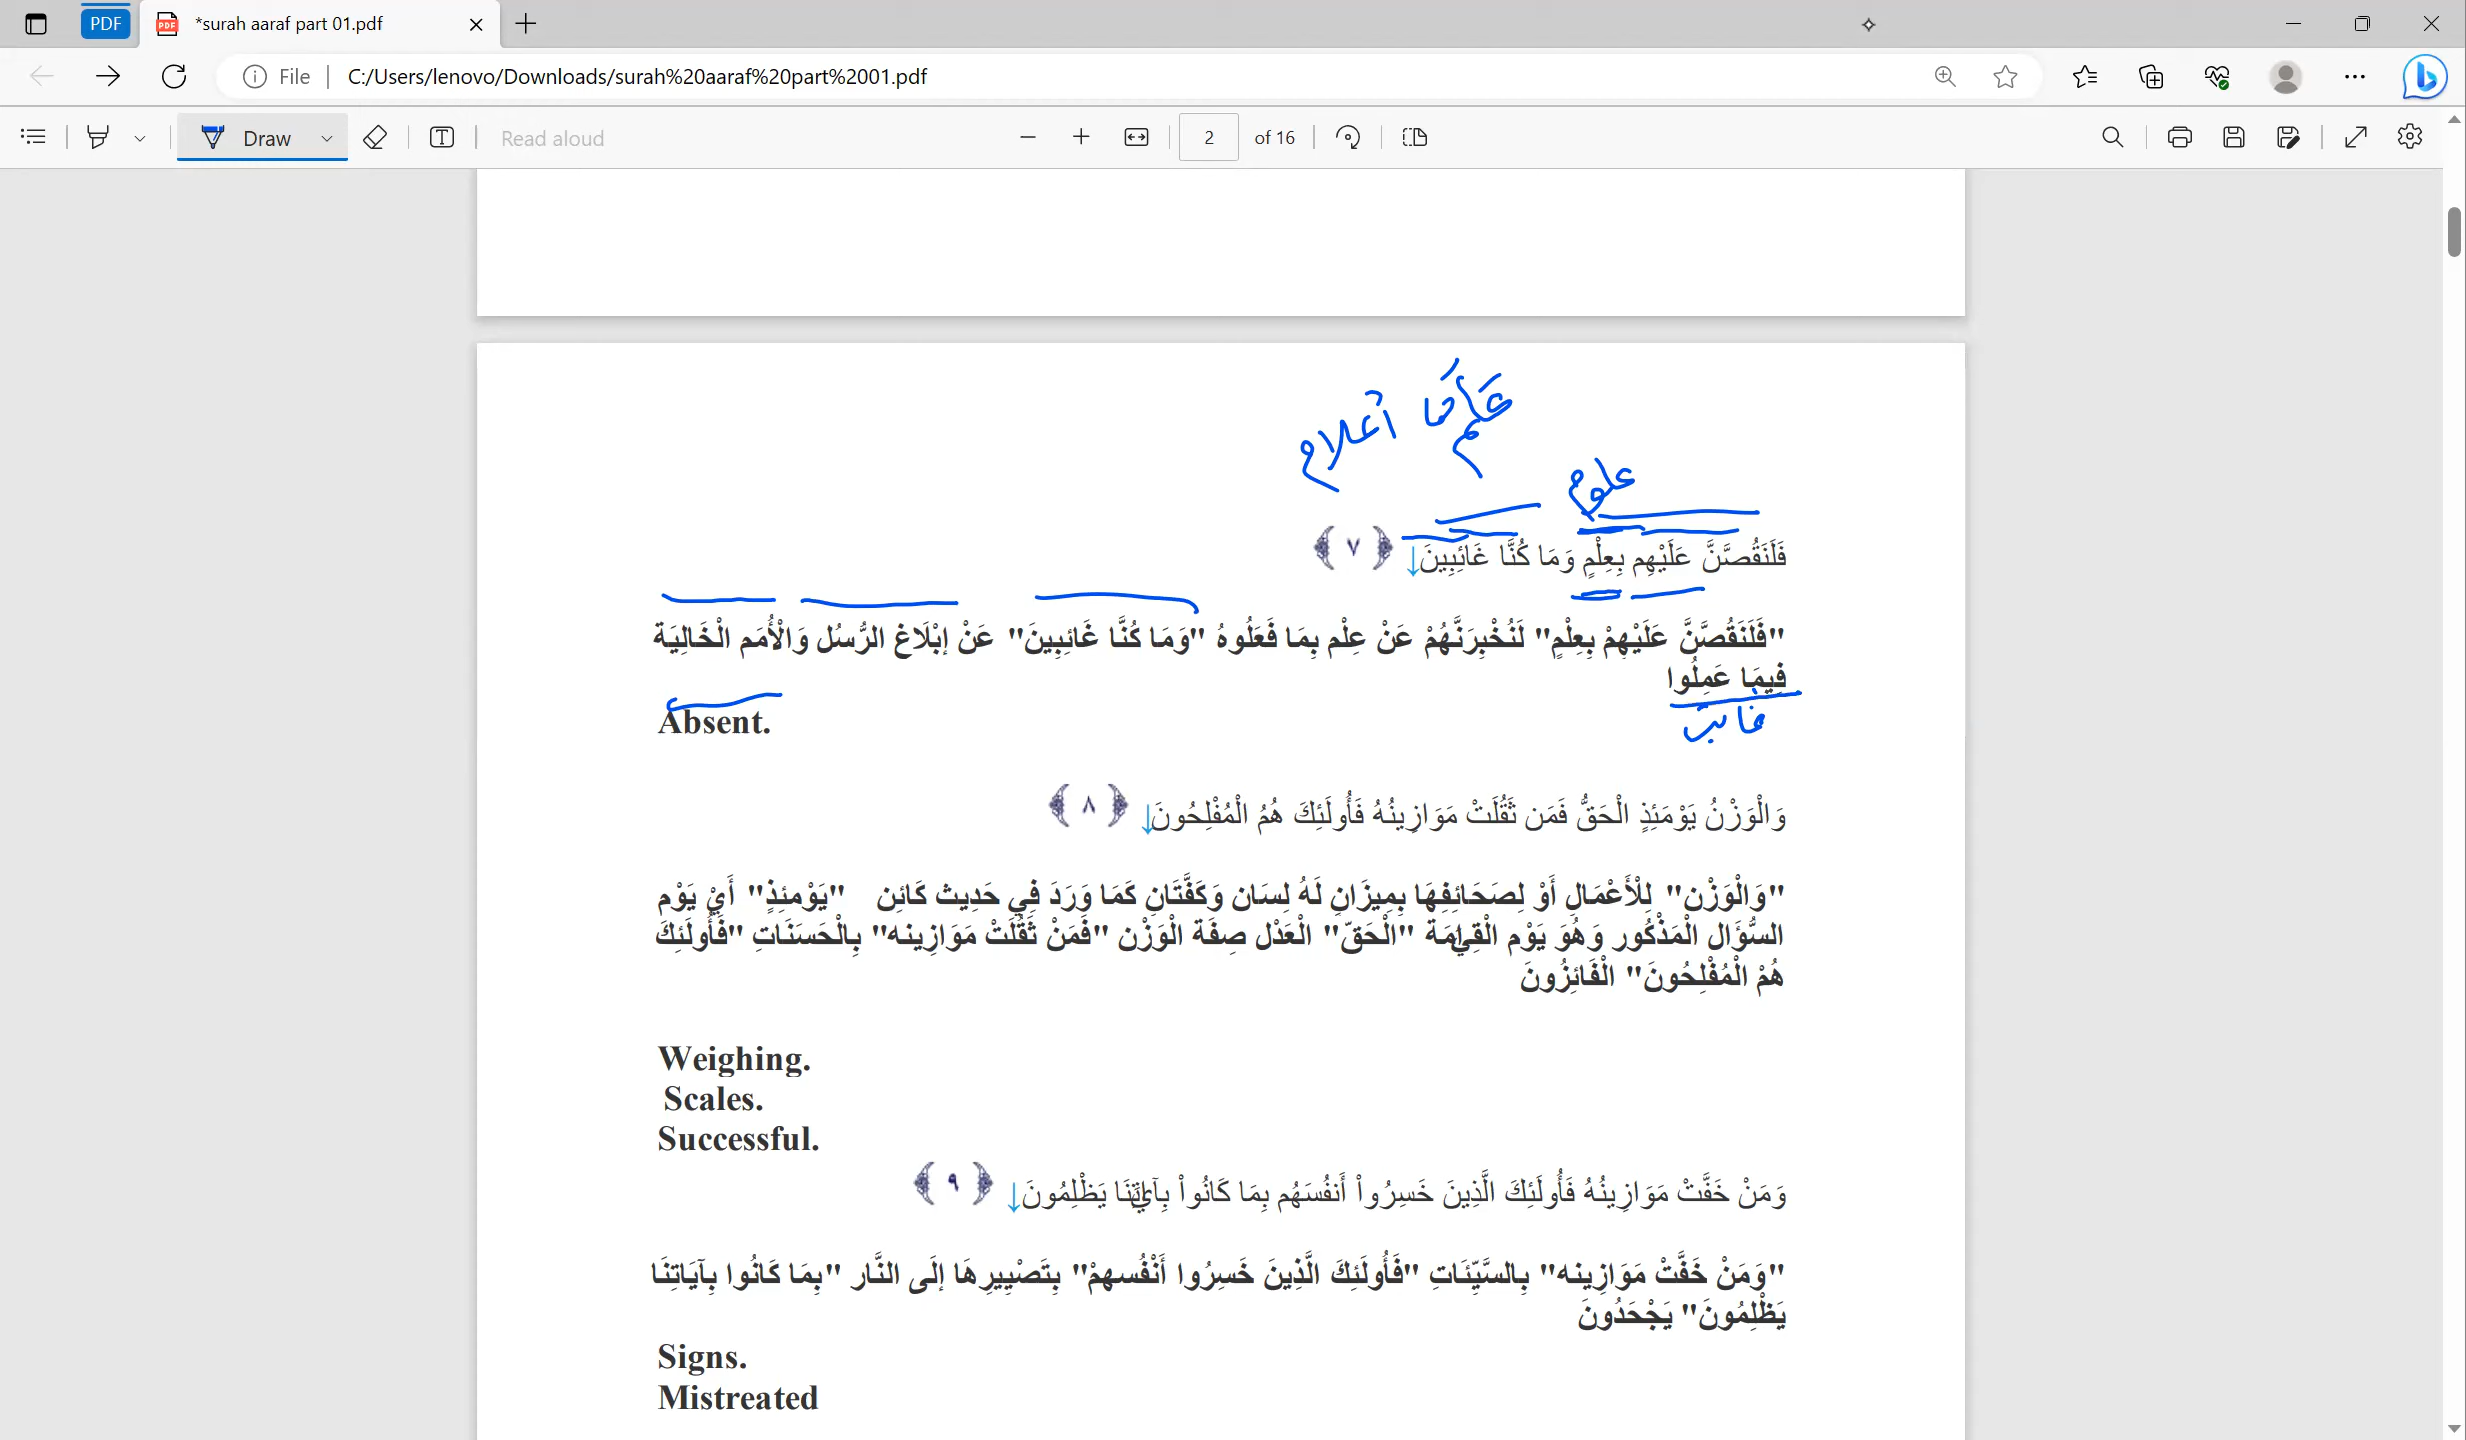 PDF
*surah aaraf part 01.pdf
File
C:/Users/lenovo/Downloads/surah%20aaraf%20part%2001.pdf
Draw
Read aloud
2 of 16
أعلام
علوم
فَلَنَقُصَّنَّ عَلَيْهِم بِعِلْمٍ وَمَا كُنَّا غَائِبِينَ↓ ﴿٧﴾
"فَلَنَقُصَّنَّ عَلَيْهِمْ بِعِلْمٍ" لَنُخْبِرَنَّهُمْ عَنْ عِلْم بِمَا فَعَلُوهُ "وَمَا كُنَّا غَائِبِينَ" عَنْ إبْلَاغ الرُّسُل وَالْأُمَم الْخَالِيَة
فِيمَا عَمِلُوا
غائب
Absent.
وَالْوَزْنُ يَوْمَئِذٍ الْحَقُّ فَمَن ثَقُلَتْ مَوَازِينُهُ فَأُولَئِكَ هُمُ الْمُفْلِحُونَ↓ ﴿٨﴾
"وَالْوَزْن" لِلْأَعْمَالِ أَوْ لِصَحَائِفِهَا بِمِيزَانِ لَهُ لِسَان وَكَفَّتَانِ كَمَا وَرَدَ فِي حَدِيث كَائِن "يَوْمئِذٍ" أَيْ يَوْم
السُّؤَال الْمَذْكُور وَهُوَ يَوْم الْقِيَامَة "الْحَقّ" الْعَدْل صِفَة الْوَزْن "فَمَنْ ثَقُلَتْ مَوَازِينه" بِالْحَسَنَاتِ "فَأُولَئِكَ
هُمْ الْمُفْلِحُونَ" الْفَائِزُونَ
Weighing.
Scales.
Successful.
وَمَنْ خَفَّتْ مَوَازِينُهُ فَأُولَئِكَ الَّذِينَ خَسِرُواْ أَنفُسَهُم بِمَا كَانُواْ بِآيَاتِنَا يَظْلِمُونَ↓ ﴿٩﴾
"وَمَنْ خَفَّتْ مَوَازِينه" بِالسَّيِّئَاتِ "فَأُولَئِكَ الَّذِينَ خَسِرُوا أَنْفُسهمْ" بِتَصْيِيرِهَا إلَى النَّار "بِمَا كَانُوا بِآيَاتِنَا
يَظْلِمُونَ" يَجْحَدُونَ
Signs.
Mistreated